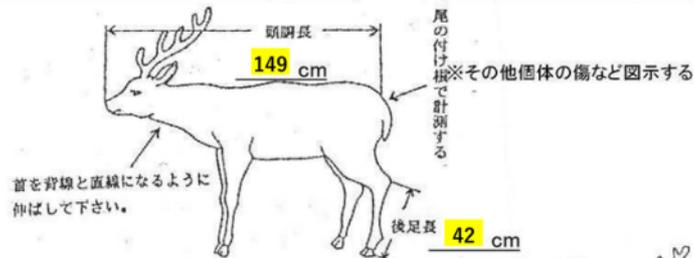 頭胴長
149 cm
尾の付け根で計測する
※その他個体の傷など図示する
首を背線と直線になるように
伸ばして下さい。
後足長
42 cm